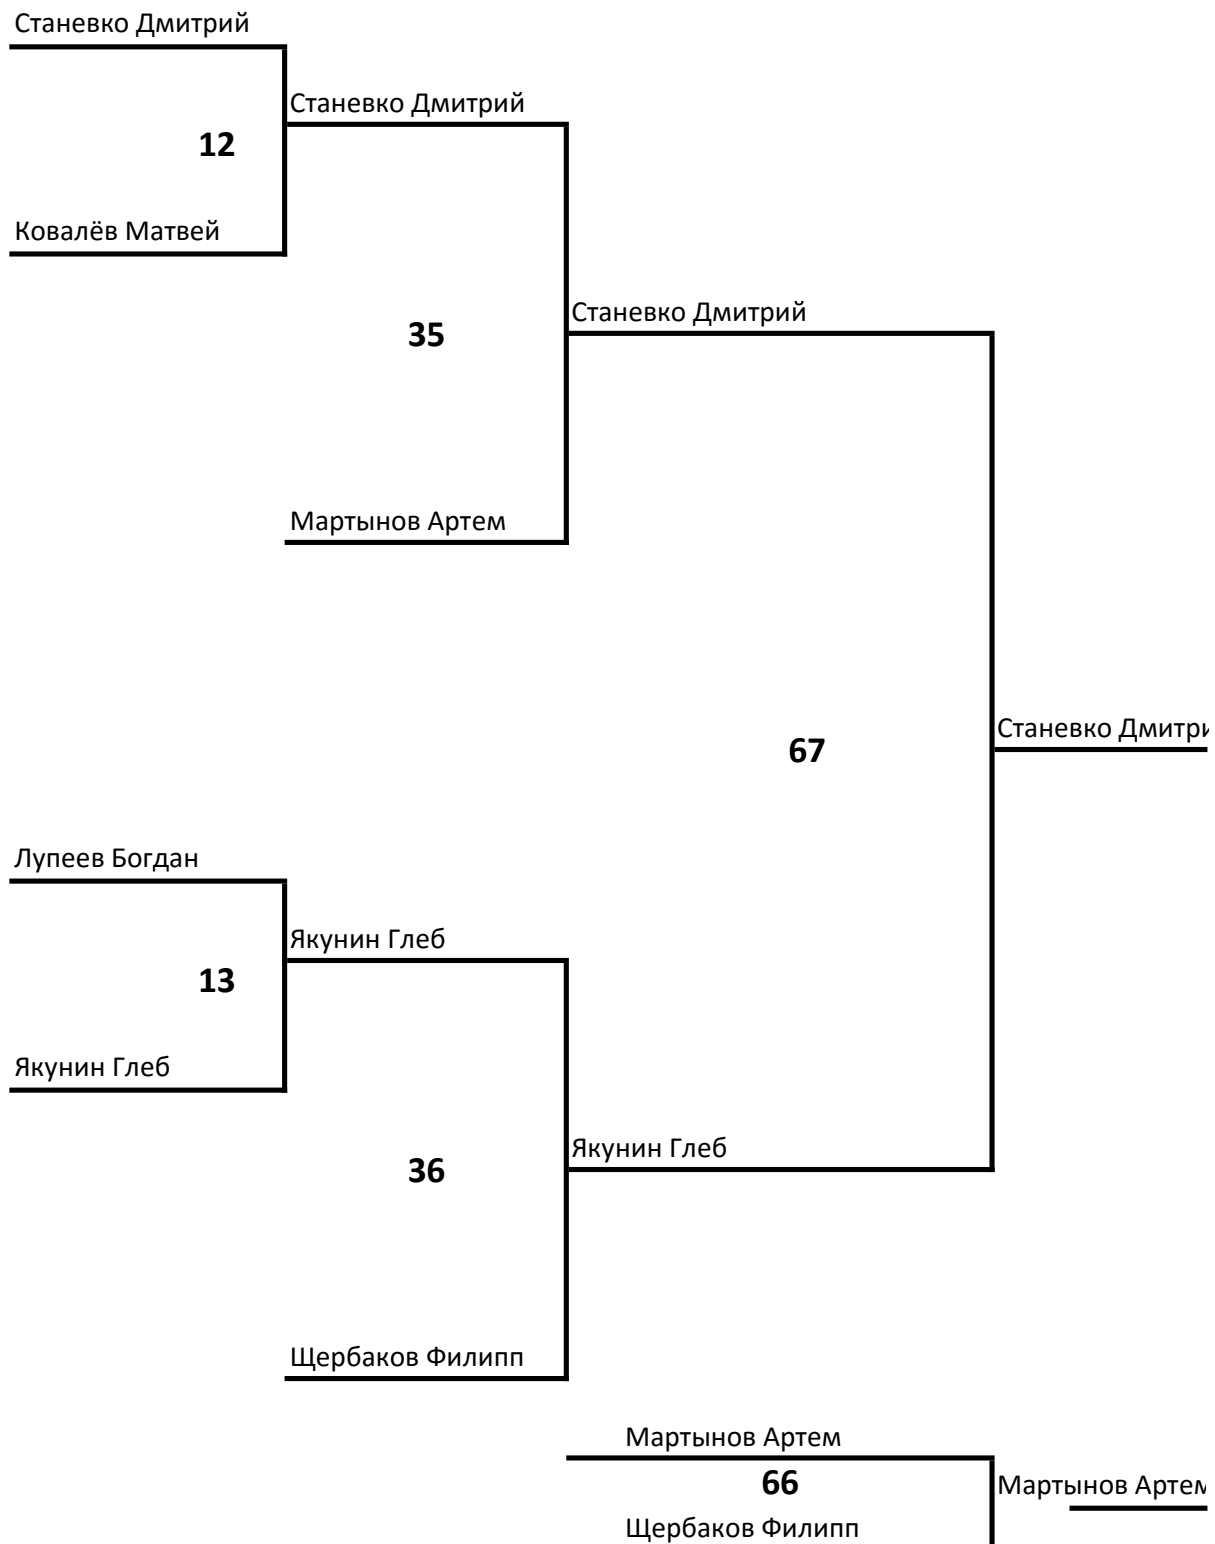 Станевко Дмитрий
Станевко Дмитрий
12
Ковалёв Матвей
Станевко Дмитрий
35
Мартынов Артем
Станевко Дмитри
67
Лупеев Богдан
Якунин Глеб
13
Якунин Глеб
Якунин Глеб
36
Щербаков Филипп
Мартынов Артем
66
Мартынов Артем
Щербаков Филипп